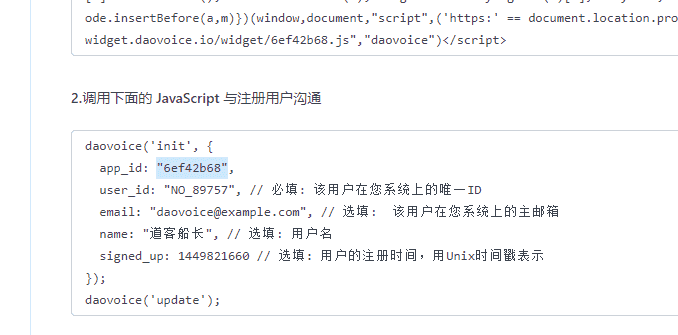 ode.insertBefore(a,m)})(window,document,"script",('https:' == document.location.pro
widget.daovoice.io/widget/6ef42b68.js","daovoice")</script>
2.调用下面的 JavaScript 与注册用户沟通
daovoice('init', {
app_id: "6ef42b68",
user_id: "NO_89757", // 必填: 该用户在您系统上的唯一ID
email: "daovoice@example.com", // 选填: 该用户在您系统上的主邮箱
name: "道客船长", // 选填: 用户名
signed_up: 1449821660 // 选填: 用户的注册时间，用Unix时间戳表示
});
daovoice('update');